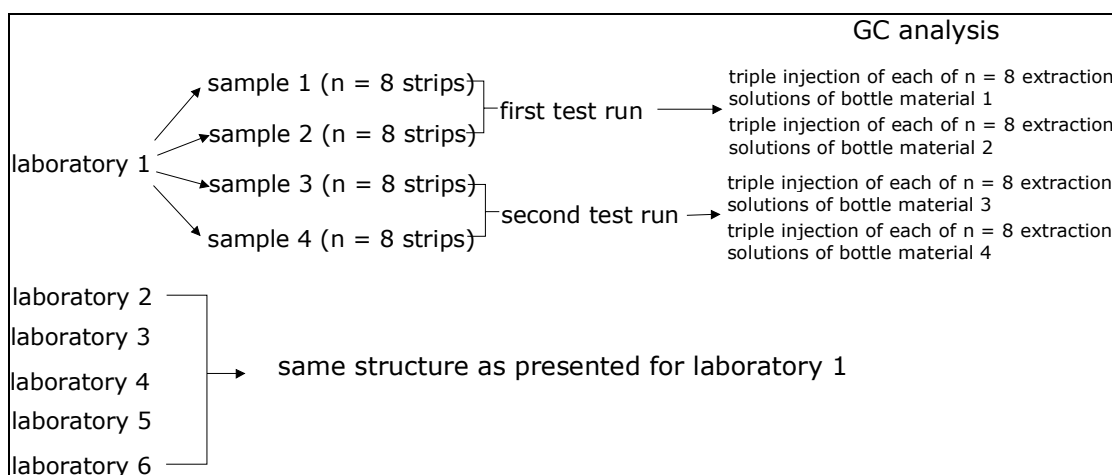 GC analysis
sample 1 (n = 8 strips)
sample 2 (n = 8 strips)
first test run
triple injection of each of n = 8 extraction
solutions of bottle material 1
triple injection of each of n = 8 extraction
solutions of bottle material 2
laboratory 1
sample 3 (n = 8 strips)
sample 4 (n = 8 strips)
second test run
triple injection of each of n = 8 extraction
solutions of bottle material 3
triple injection of each of n = 8 extraction
solutions of bottle material 4
laboratory 2
laboratory 3
laboratory 4
laboratory 5
laboratory 6
same structure as presented for laboratory 1